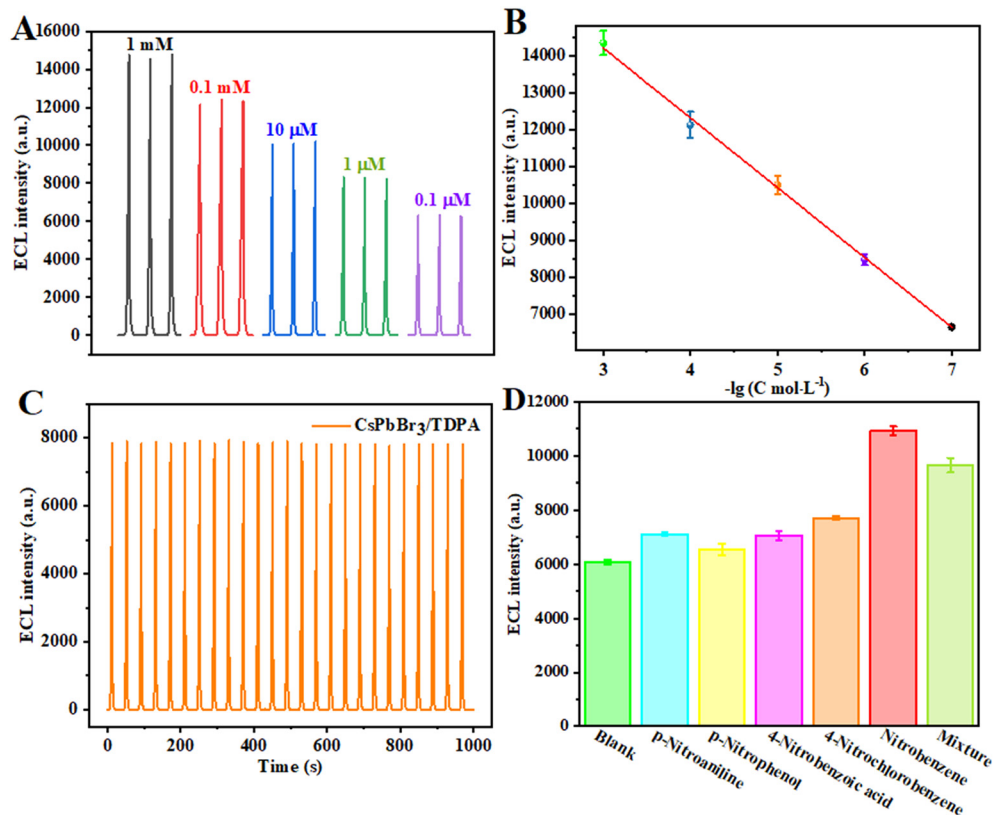 A
ECL intensity (a.u.)
16000
14000
12000
10000
8000
6000
4000
2000
0
1 mM
0.1 mM
10 μM
1 μM
0.1 μM
B
ECL intensity (a.u.)
14000
13000
12000
11000
10000
9000
8000
7000
3 4 5 6 7
-lg (C mol·L⁻¹)
C
ECL intensity (a.u.)
8000
6000
4000
2000
0
CsPbBr₃/TDPA
0 200 400 600 800 1000
Time (s)
D
ECL intensity (a.u.)
12000
10000
8000
6000
4000
2000
0
Blank
p-Nitroaniline
p-Nitrophenol
4-Nitrobenzoic acid
4-Nitrochlorobenzene
Nitrobenzene
Mixture